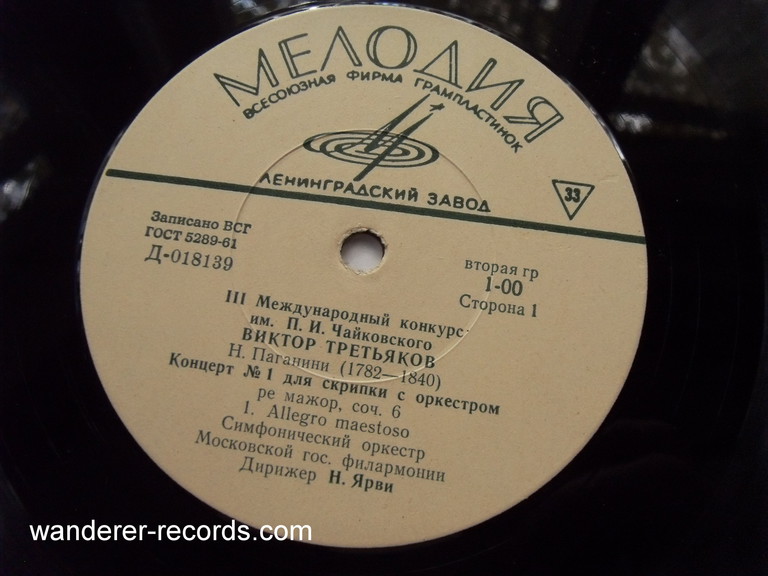 МЕЛОДИЯ
ВСЕСОЮЗНАЯ ФИРМА ГРАМПЛАСТИНОК
ЛЕНИНГРАДСКИЙ ЗАВОД
33
Записано ВСГ
ГОСТ 5289-61
Д-018139
вторая гр
1-00
Сторона 1
III Международный конкурс
им. П. И. Чайковского
ВИКТОР ТРЕТЬЯКОВ
Н. Паганини (1782—1840)
Концерт № 1 для скрипки с оркестром
ре мажор, соч. 6
1. Allegro maestoso
Симфонический оркестр
Московской гос. филармонии
Дирижер Н. Ярви
wanderer-records.com